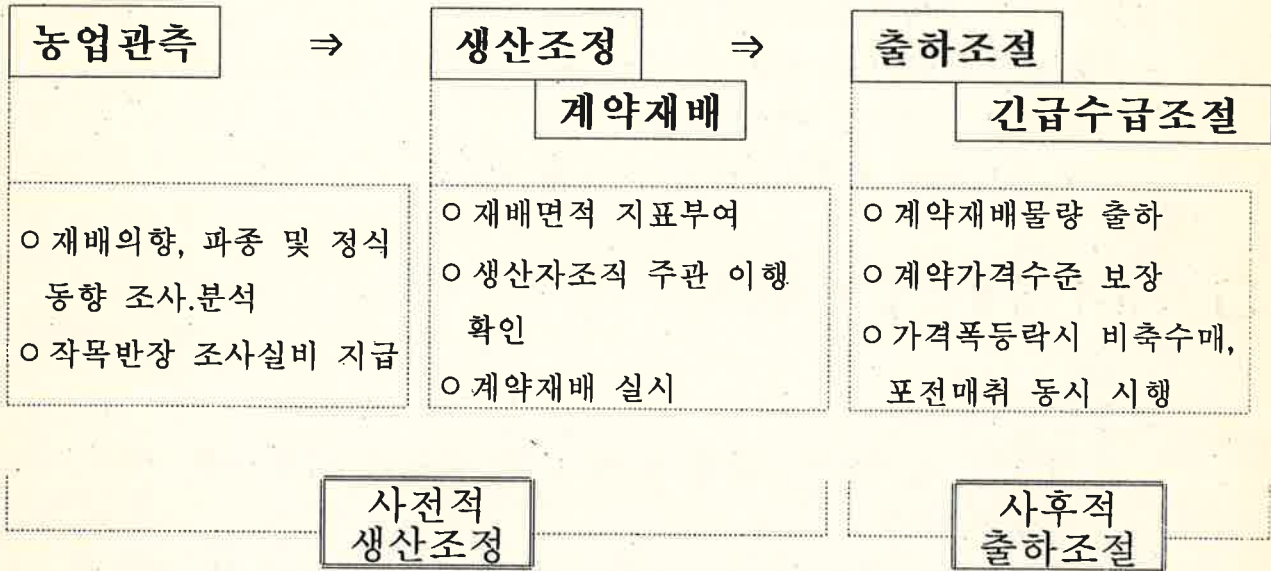 농업관측 ⇒ 생산조정 ⇒ 출하조절
계약재배
긴급수급조절
○ 재배의향, 파종 및 정식
동향 조사.분석
○ 작목반장 조사실비 지급
○ 재배면적 지표부여
○ 생산자조직 주관 이행
확인
○ 계약재배 실시
○ 계약재배물량 출하
○ 계약가격수준 보장
○ 가격폭등락시 비축수매,
포전매취 동시 시행
사전적
생산조정
사후적
출하조절